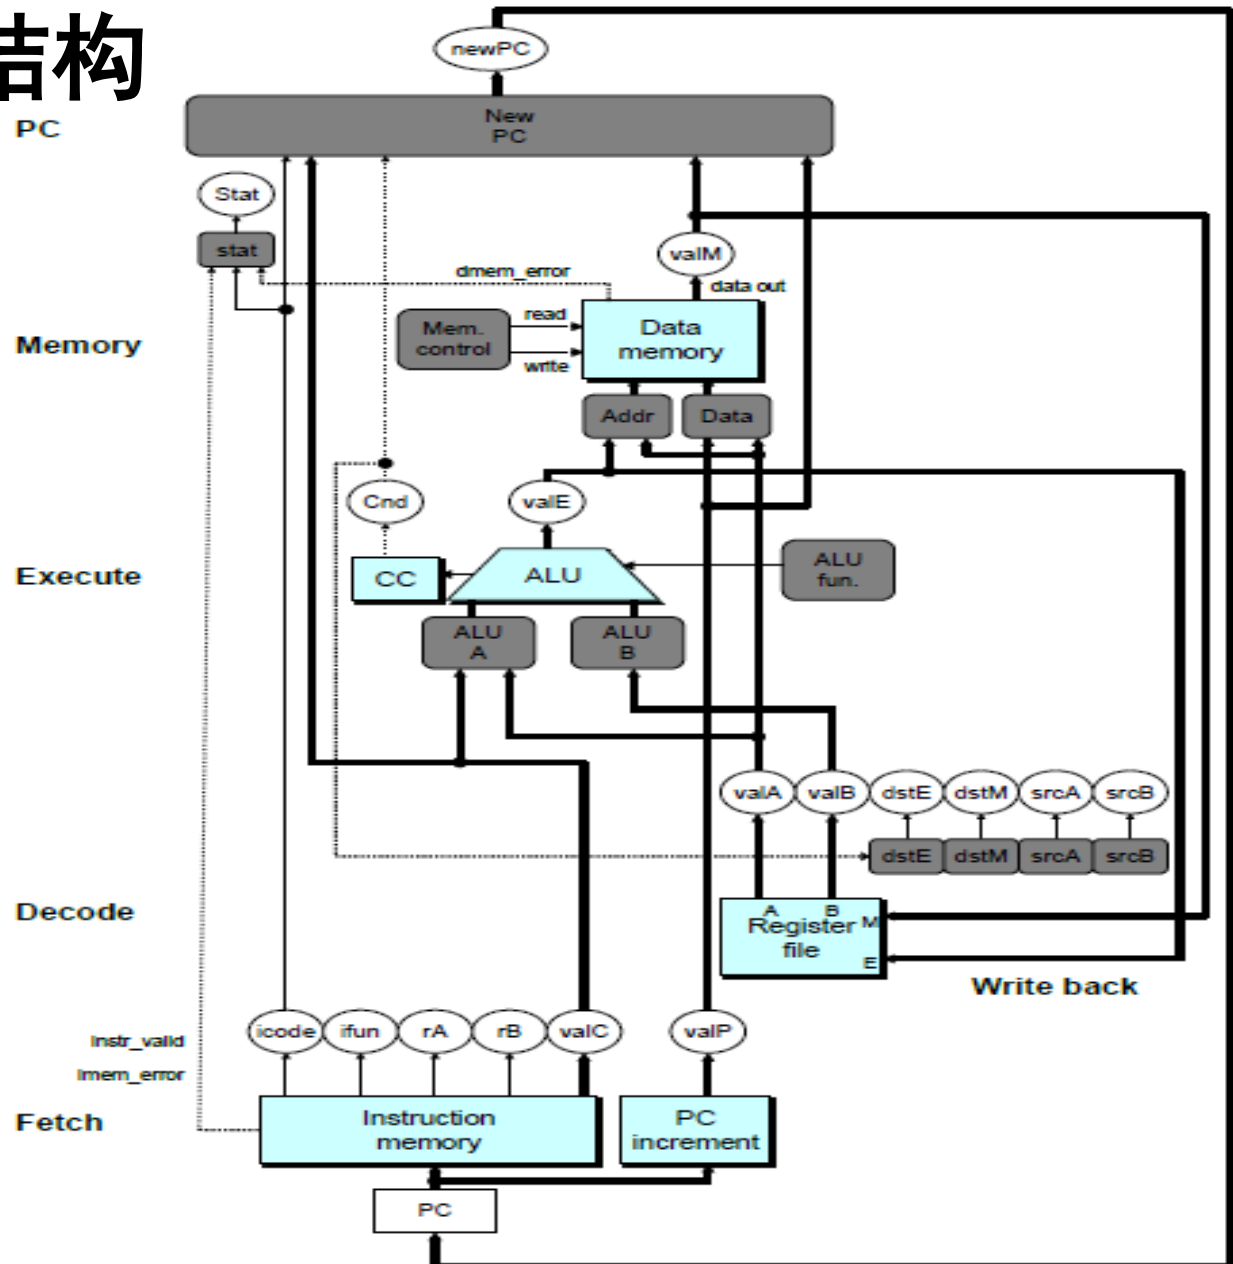 结构
newPC
New
PC
PC
Stat
stat
valM
dmem_error
data out
Mem.
control
read
write
Data
memory
Memory
Addr
Data
Cnd
valE
CC
ALU
ALU
fun.
Execute
ALU
A
ALU
B
valA
valB
dstE
dstM
srcA
srcB
dstE
dstM
srcA
srcB
Decode
A
B
M
Register
file
E
Write back
icode
ifun
rA
rB
valC
valP
Instr_valid
Imem_error
Fetch
Instruction
memory
PC
increment
PC